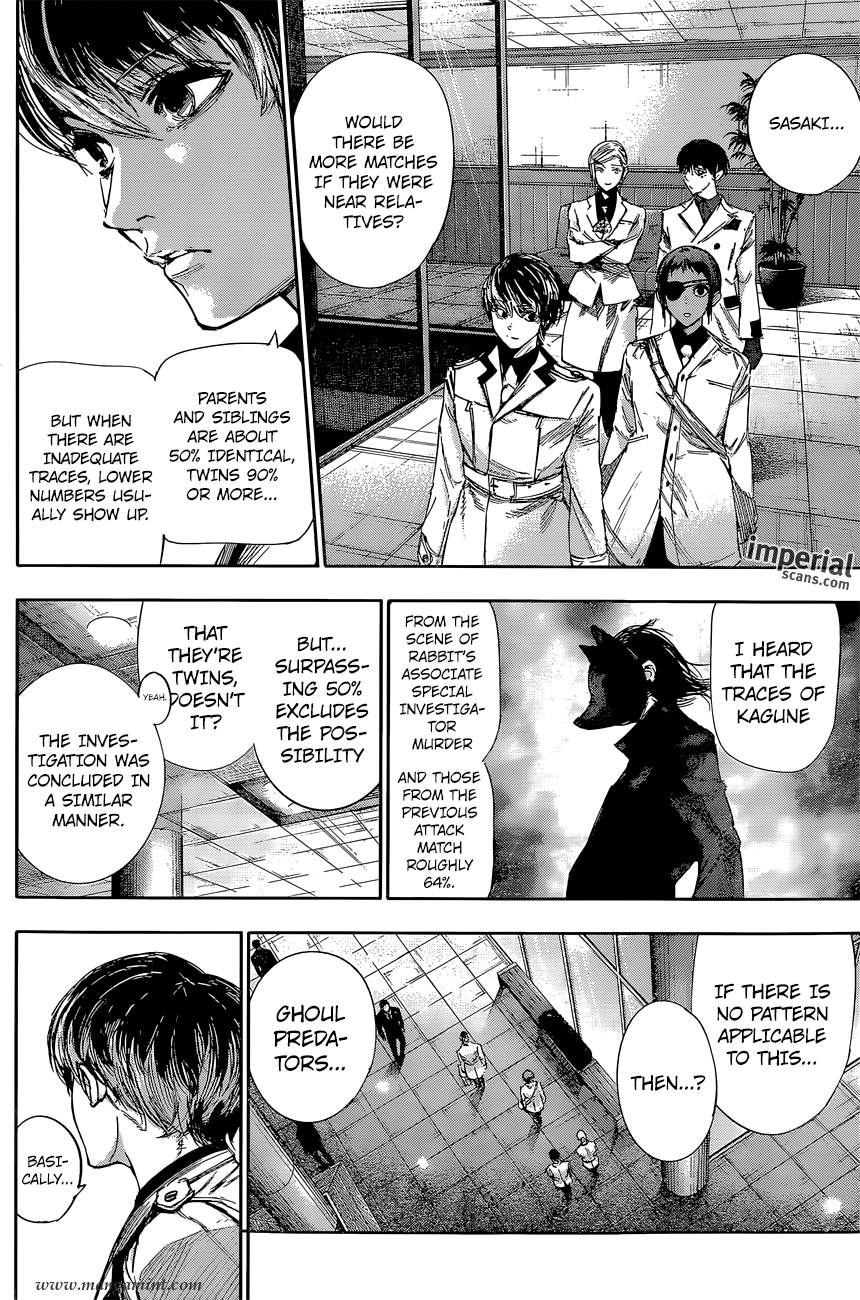 SASAKI...
WOULD
THERE BE
MORE MATCHES
IF THEY WERE
NEAR RELA-
TIVES?
PARENTS
AND SIBLINGS
ARE ABOUT
50% IDENTICAL,
TWINS 90%
OR MORE...
BUT WHEN
THERE ARE
INADEQUATE
TRACES, LOWER
NUMBERS USU-
ALLY SHOW UP.
imperial
scans.com
I HEARD
THAT THE
TRACES OF
KAGUNE
FROM THE
SCENE OF
RABBIT'S
ASSOCIATE
SPECIAL
INVESTIGA-
TOR
MURDER
AND THOSE
FROM THE
PREVIOUS
ATTACK
MATCH
ROUGHLY
64%.
BUT...
SURPASS-
ING 50%
EXCLUDES
THE POS-
SIBILITY
THAT
THEY'RE
TWINS,
DOESN'T
IT?
YEAH.
THE INVES-
TIGATION WAS
CONCLUDED IN
A SIMILAR
MANNER.
IF THERE IS
NO PATTERN
APPLICABLE
TO THIS...
THEN...?
GHOUL
PREDA-
TORS...
BASI-
CALLY...
www.mangamint.com